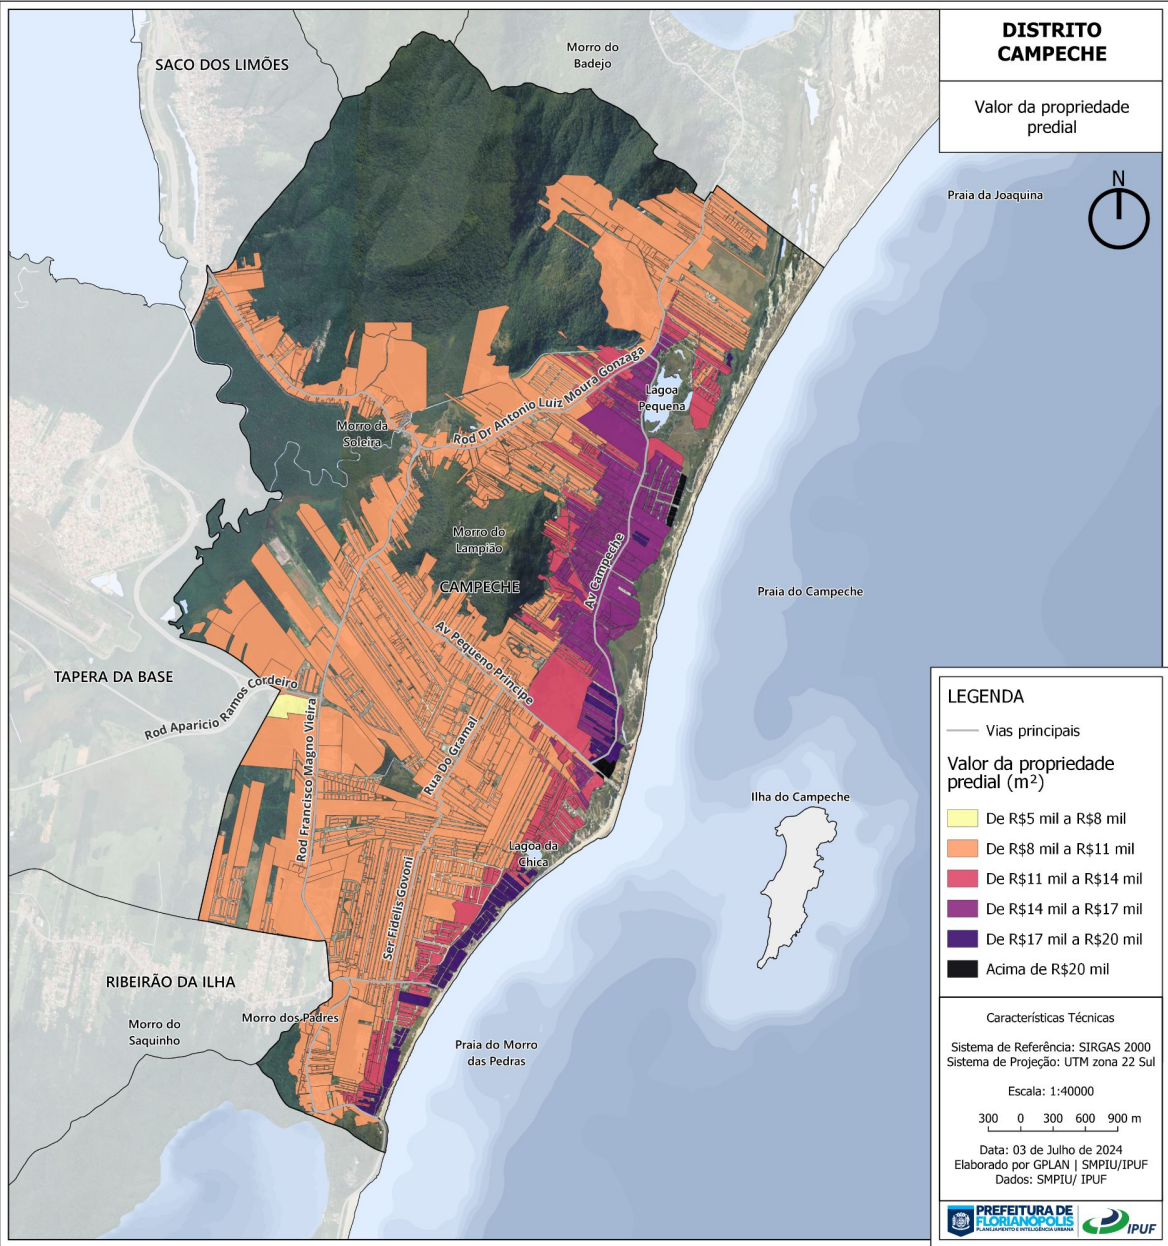 DISTRITO
CAMPECHE
Valor da propriedade
predial
SACO DOS LIMÕES
Morro do
Badejo
Praia da Joaquina
N
Rod Dr Antonio Luiz Moura Gonzaga
Lagoa
Pequena
Morro da
Soleira
Morro do
Lampião
CAMPECHE
Av Campeche
Praia do Campeche
Av Pequeno Principe
TAPERA DA BASE
Rod Aparicio Ramos Cordeiro
Rod Francisco Magno Vieira
Rua Do Gramal
Ilha do Campeche
Lagoa da
Chica
Ser Fidelis Govoni
RIBEIRÃO DA ILHA
Morro dos Padres
Morro do
Saquinho
Praia do Morro
das Pedras
LEGENDA
Vias principais
Valor da propriedade
predial (m²)
De R$5 mil a R$8 mil
De R$8 mil a R$11 mil
De R$11 mil a R$14 mil
De R$14 mil a R$17 mil
De R$17 mil a R$20 mil
Acima de R$20 mil
Características Técnicas
Sistema de Referência: SIRGAS 2000
Sistema de Projeção: UTM zona 22 Sul
Escala: 1:40000
300 0 300 600 900 m
Data: 03 de Julho de 2024
Elaborado por GPLAN | SMPIU/IPUF
Dados: SMPIU/ IPUF
PREFEITURA DE
FLORIANÓPOLIS
PLANEJAMENTO E INTELIGÊNCIA URBANA
IPUF